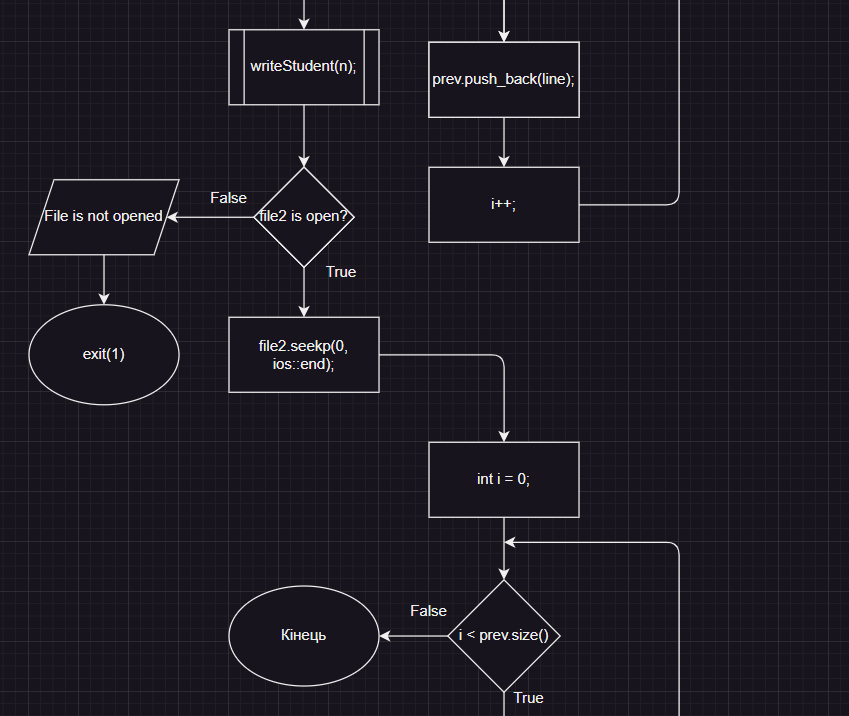 writeStudent(n);
prev.push_back(line);
i++;
False
File is not opened
file2 is open?
True
exit(1)
file2.seekp(0,
ios::end);
int i = 0;
False
Кінець
i < prev.size()
True